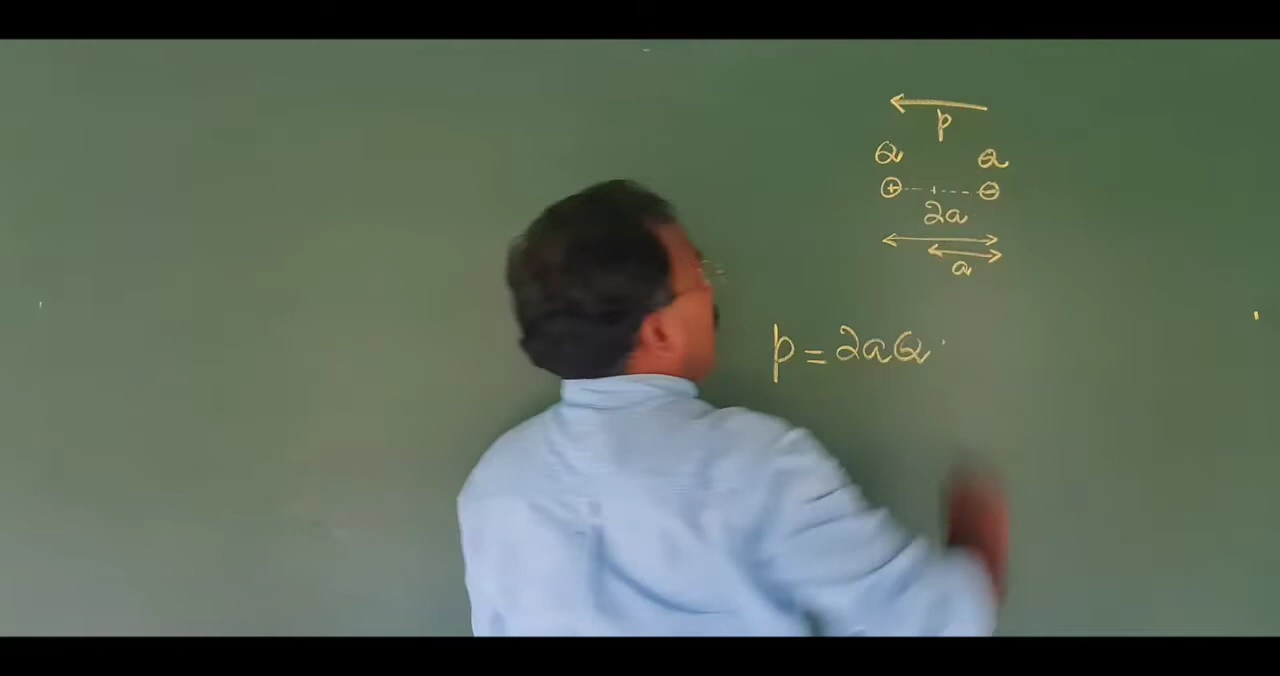 p
Q Q
+ −
2a
a
p = 2aQ